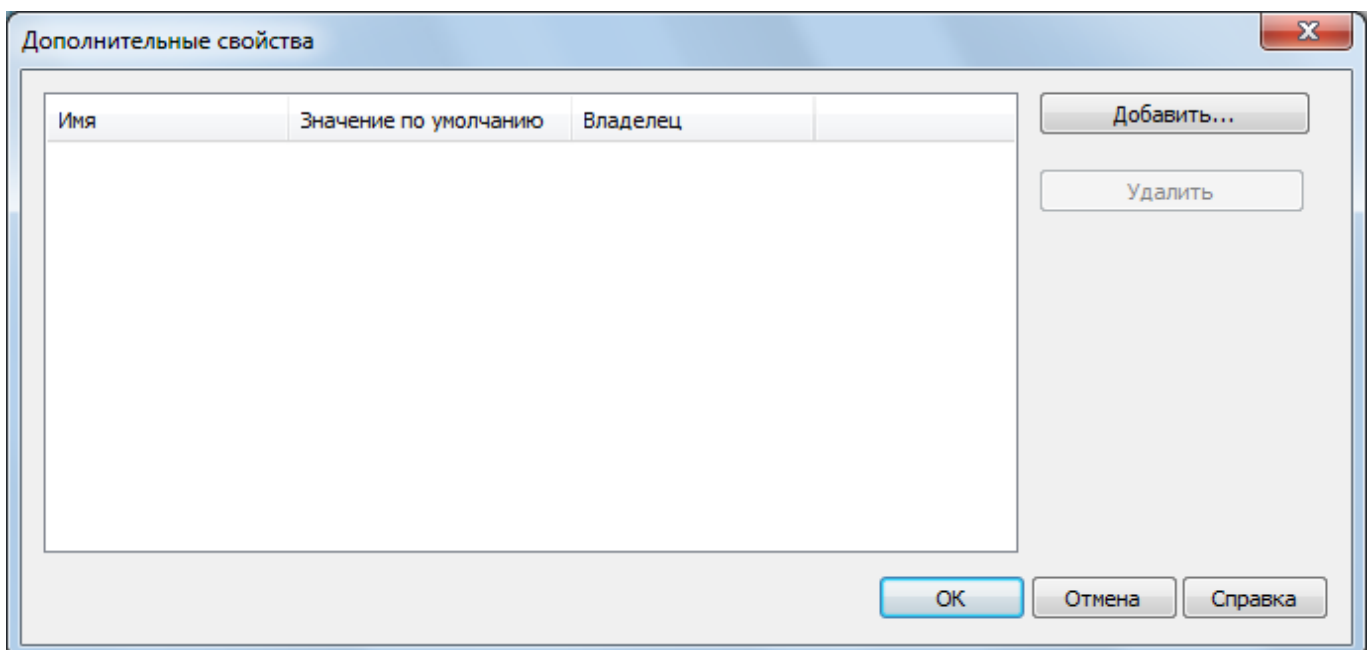 Дополнительные свойства
Имя Значение по умолчанию Владелец
Добавить...
Удалить
ОК Отмена Справка